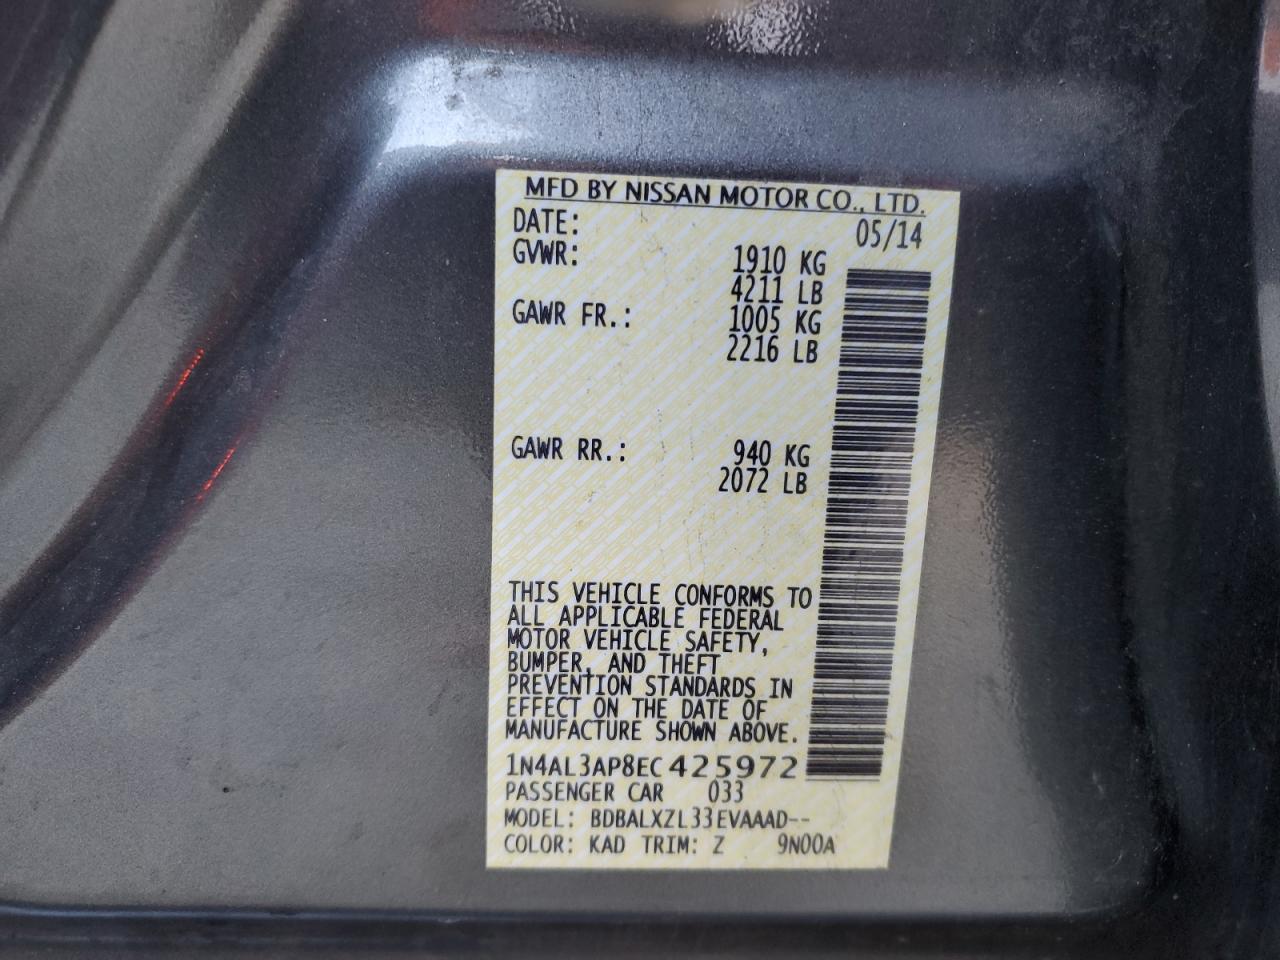 MFD BY NISSAN MOTOR CO., LTD.
DATE: 05/14
GVWR: 1910 KG
4211 LB
GAWR FR.: 1005 KG
2216 LB
GAWR RR.: 940 KG
2072 LB
THIS VEHICLE CONFORMS TO
ALL APPLICABLE FEDERAL
MOTOR VEHICLE SAFETY,
BUMPER, AND THEFT
PREVENTION STANDARDS IN
EFFECT ON THE DATE OF
MANUFACTURE SHOWN ABOVE.
1N4AL3AP8EC425972
PASSENGER CAR 033
MODEL: BDBALXZL33EVAAAD--
COLOR: KAD TRIM: Z 9N00A